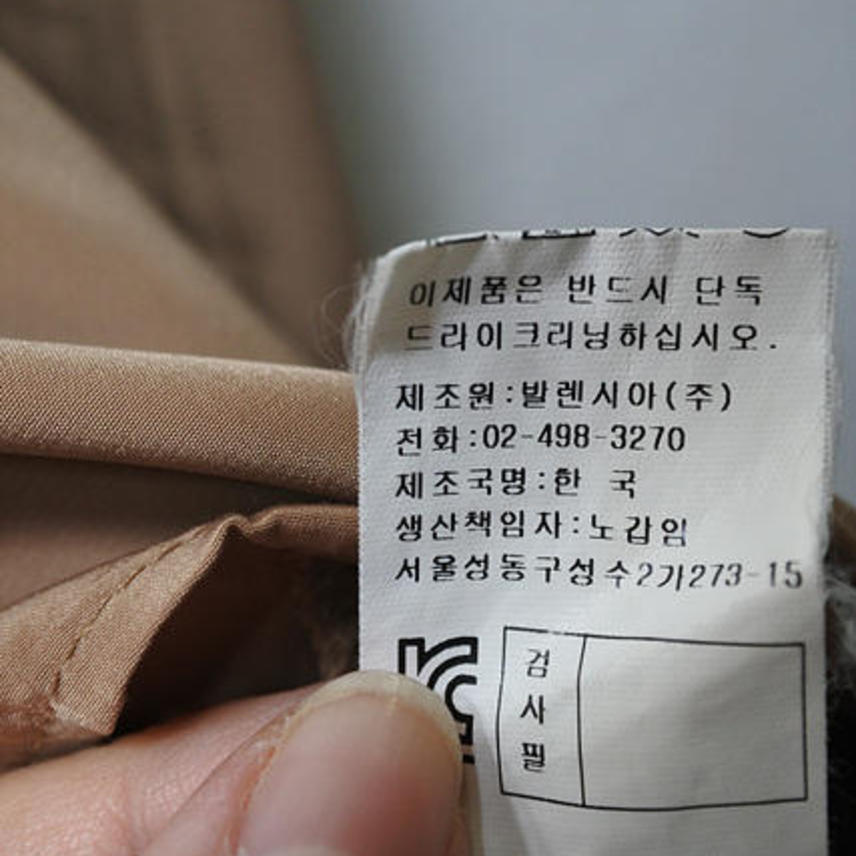 이제품은 반드시 단독
드라이크리닝하십시오.
제조원:발렌시아(주)
전화:02-498-3270
제조국명:한 국
생산책임자:노갑임
서울성동구성수2가273-15
검
사
필